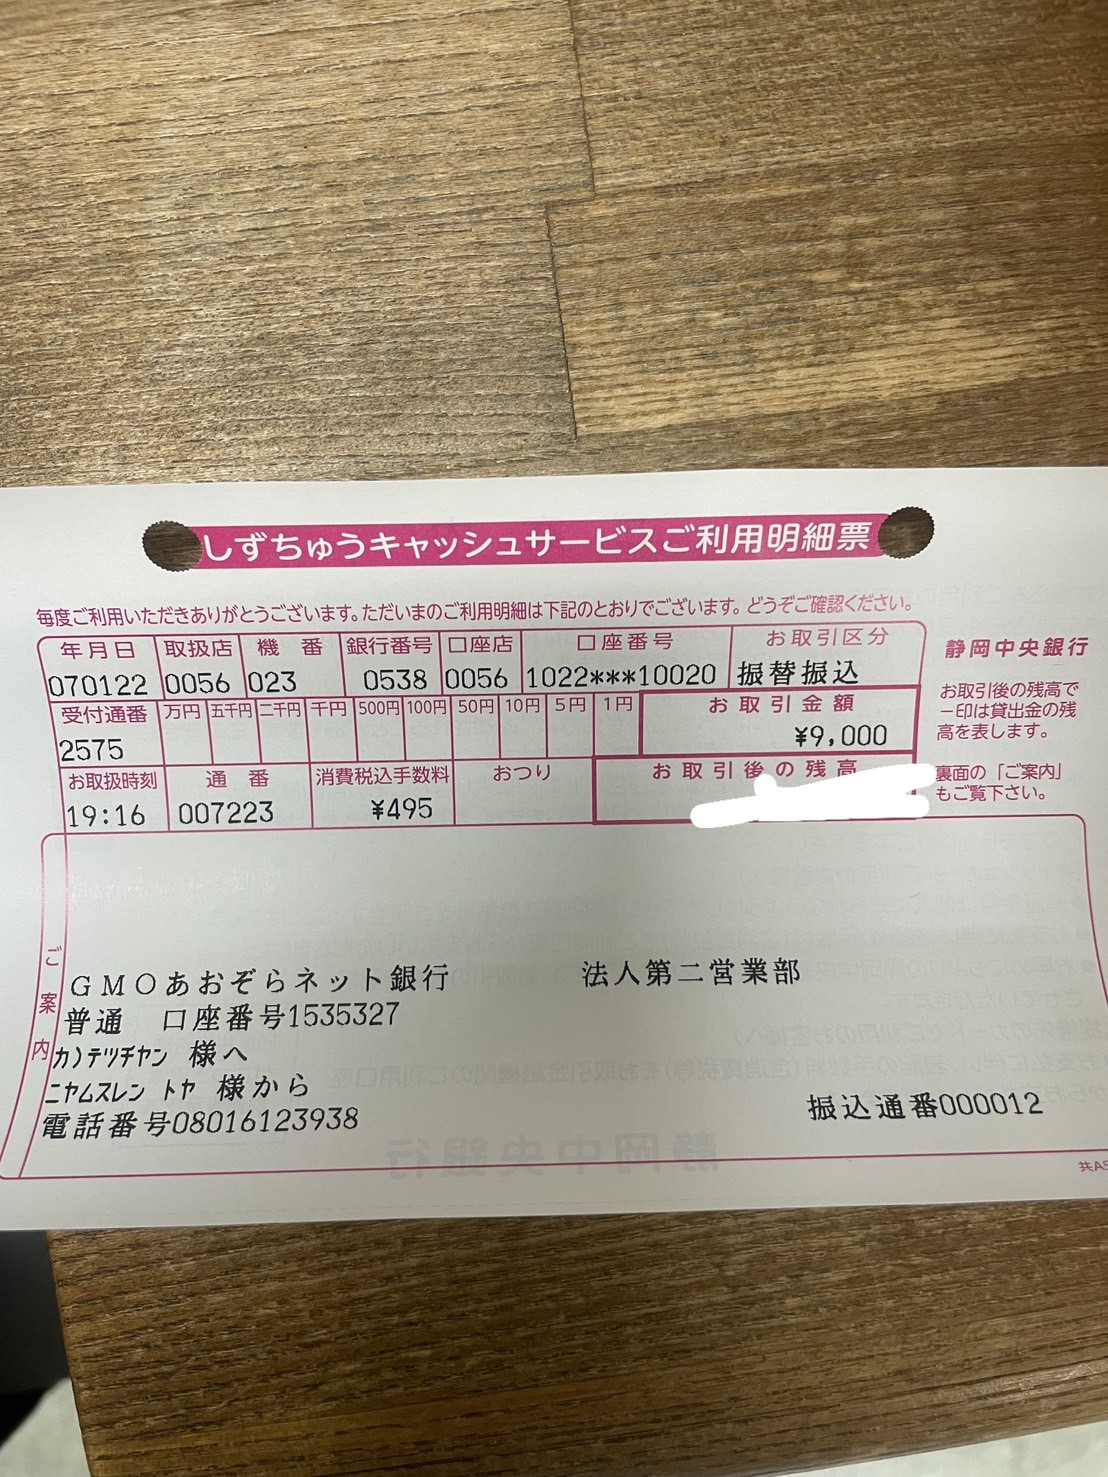 しずちゅうキャッシュサービスご利用明細票
毎度ご利用いただきありがとうございます。ただいまのご利用明細は下記のとおりでございます。どうぞご確認ください。
年月日 取扱店 機番 銀行番号 口座店 口座番号 お取引区分
070122 0056 023 0538 0056 1022***10020 振替振込
受付通番 万円 五千円 二千円 千円 500円 100円 50円 10円 5円 1円 お取引金額
2575 ¥9,000
お取扱時刻 通番 消費税込手数料 おつり お取引後の残高
19:16 007223 ¥495
静岡中央銀行
お取引後の残高で
－印は貸出金の残
高を表します。
裏面の「ご案内」
もご覧下さい。
ご案内
GMOあおぞらネット銀行 法人第二営業部
普通 口座番号1535327
カ)テツチヤン 様へ
ニヤムスレン トヤ 様から
電話番号08016123938
振込通番000012
静岡中央銀行